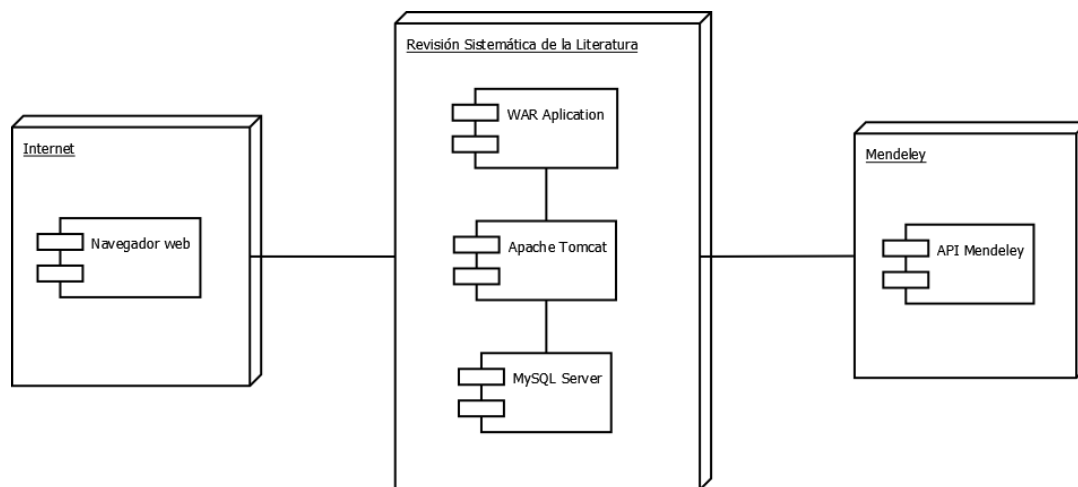 Revisión Sistemática de la Literatura
WAR Aplication
Internet
Mendeley
Navegador web
Apache Tomcat
API Mendeley
MySQL Server